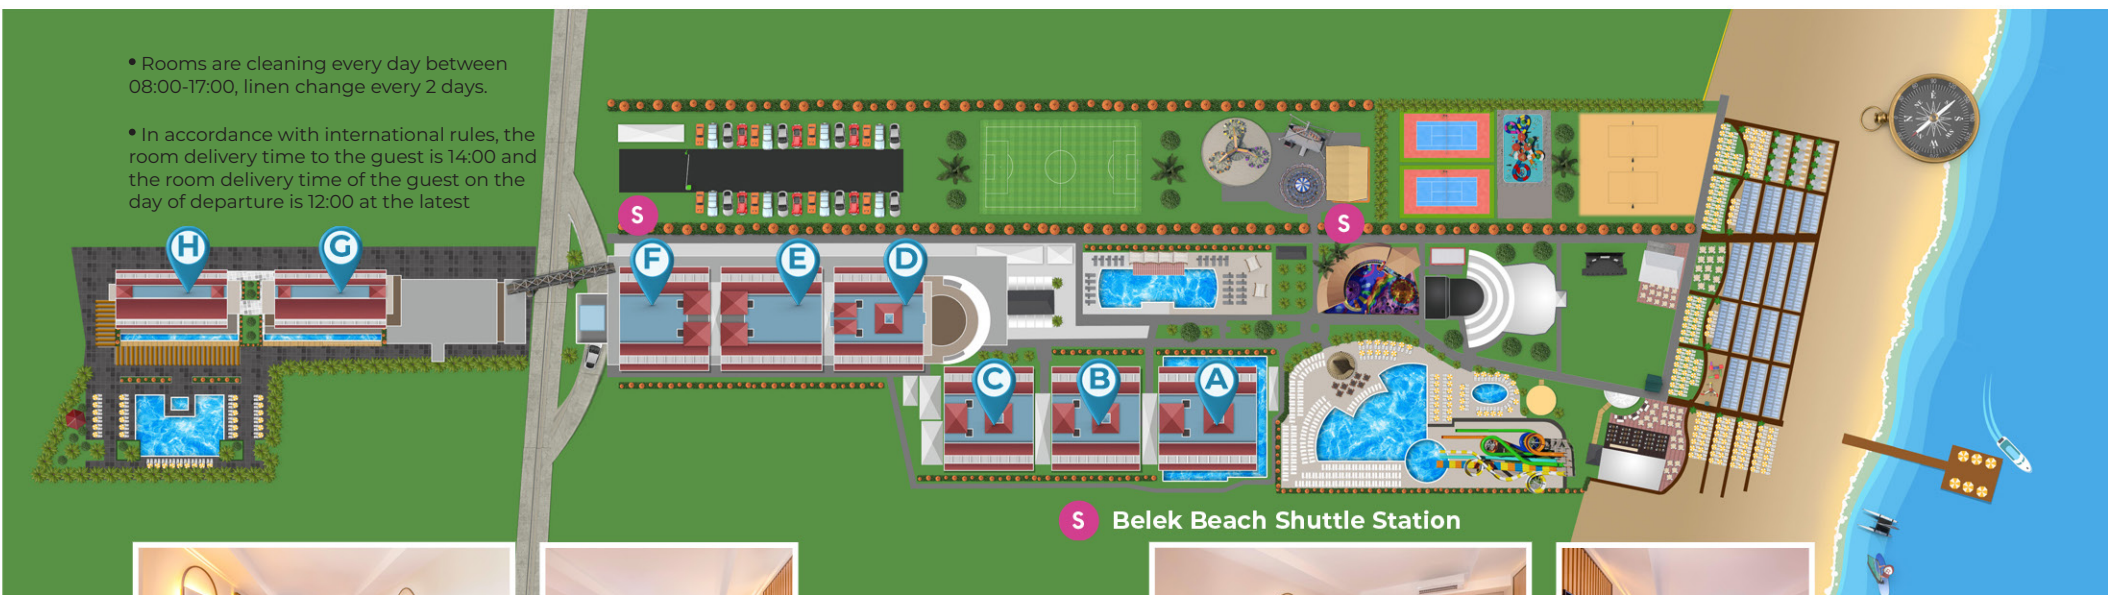 • Rooms are cleaning every day between
08:00-17:00, linen change every 2 days.
• In accordance with international rules, the
room delivery time to the guest is 14:00 and
the room delivery time of the guest on the
day of departure is 12:00 at the latest
S
S
H
G
F
E
D
C
B
A
S Belek Beach Shuttle Station